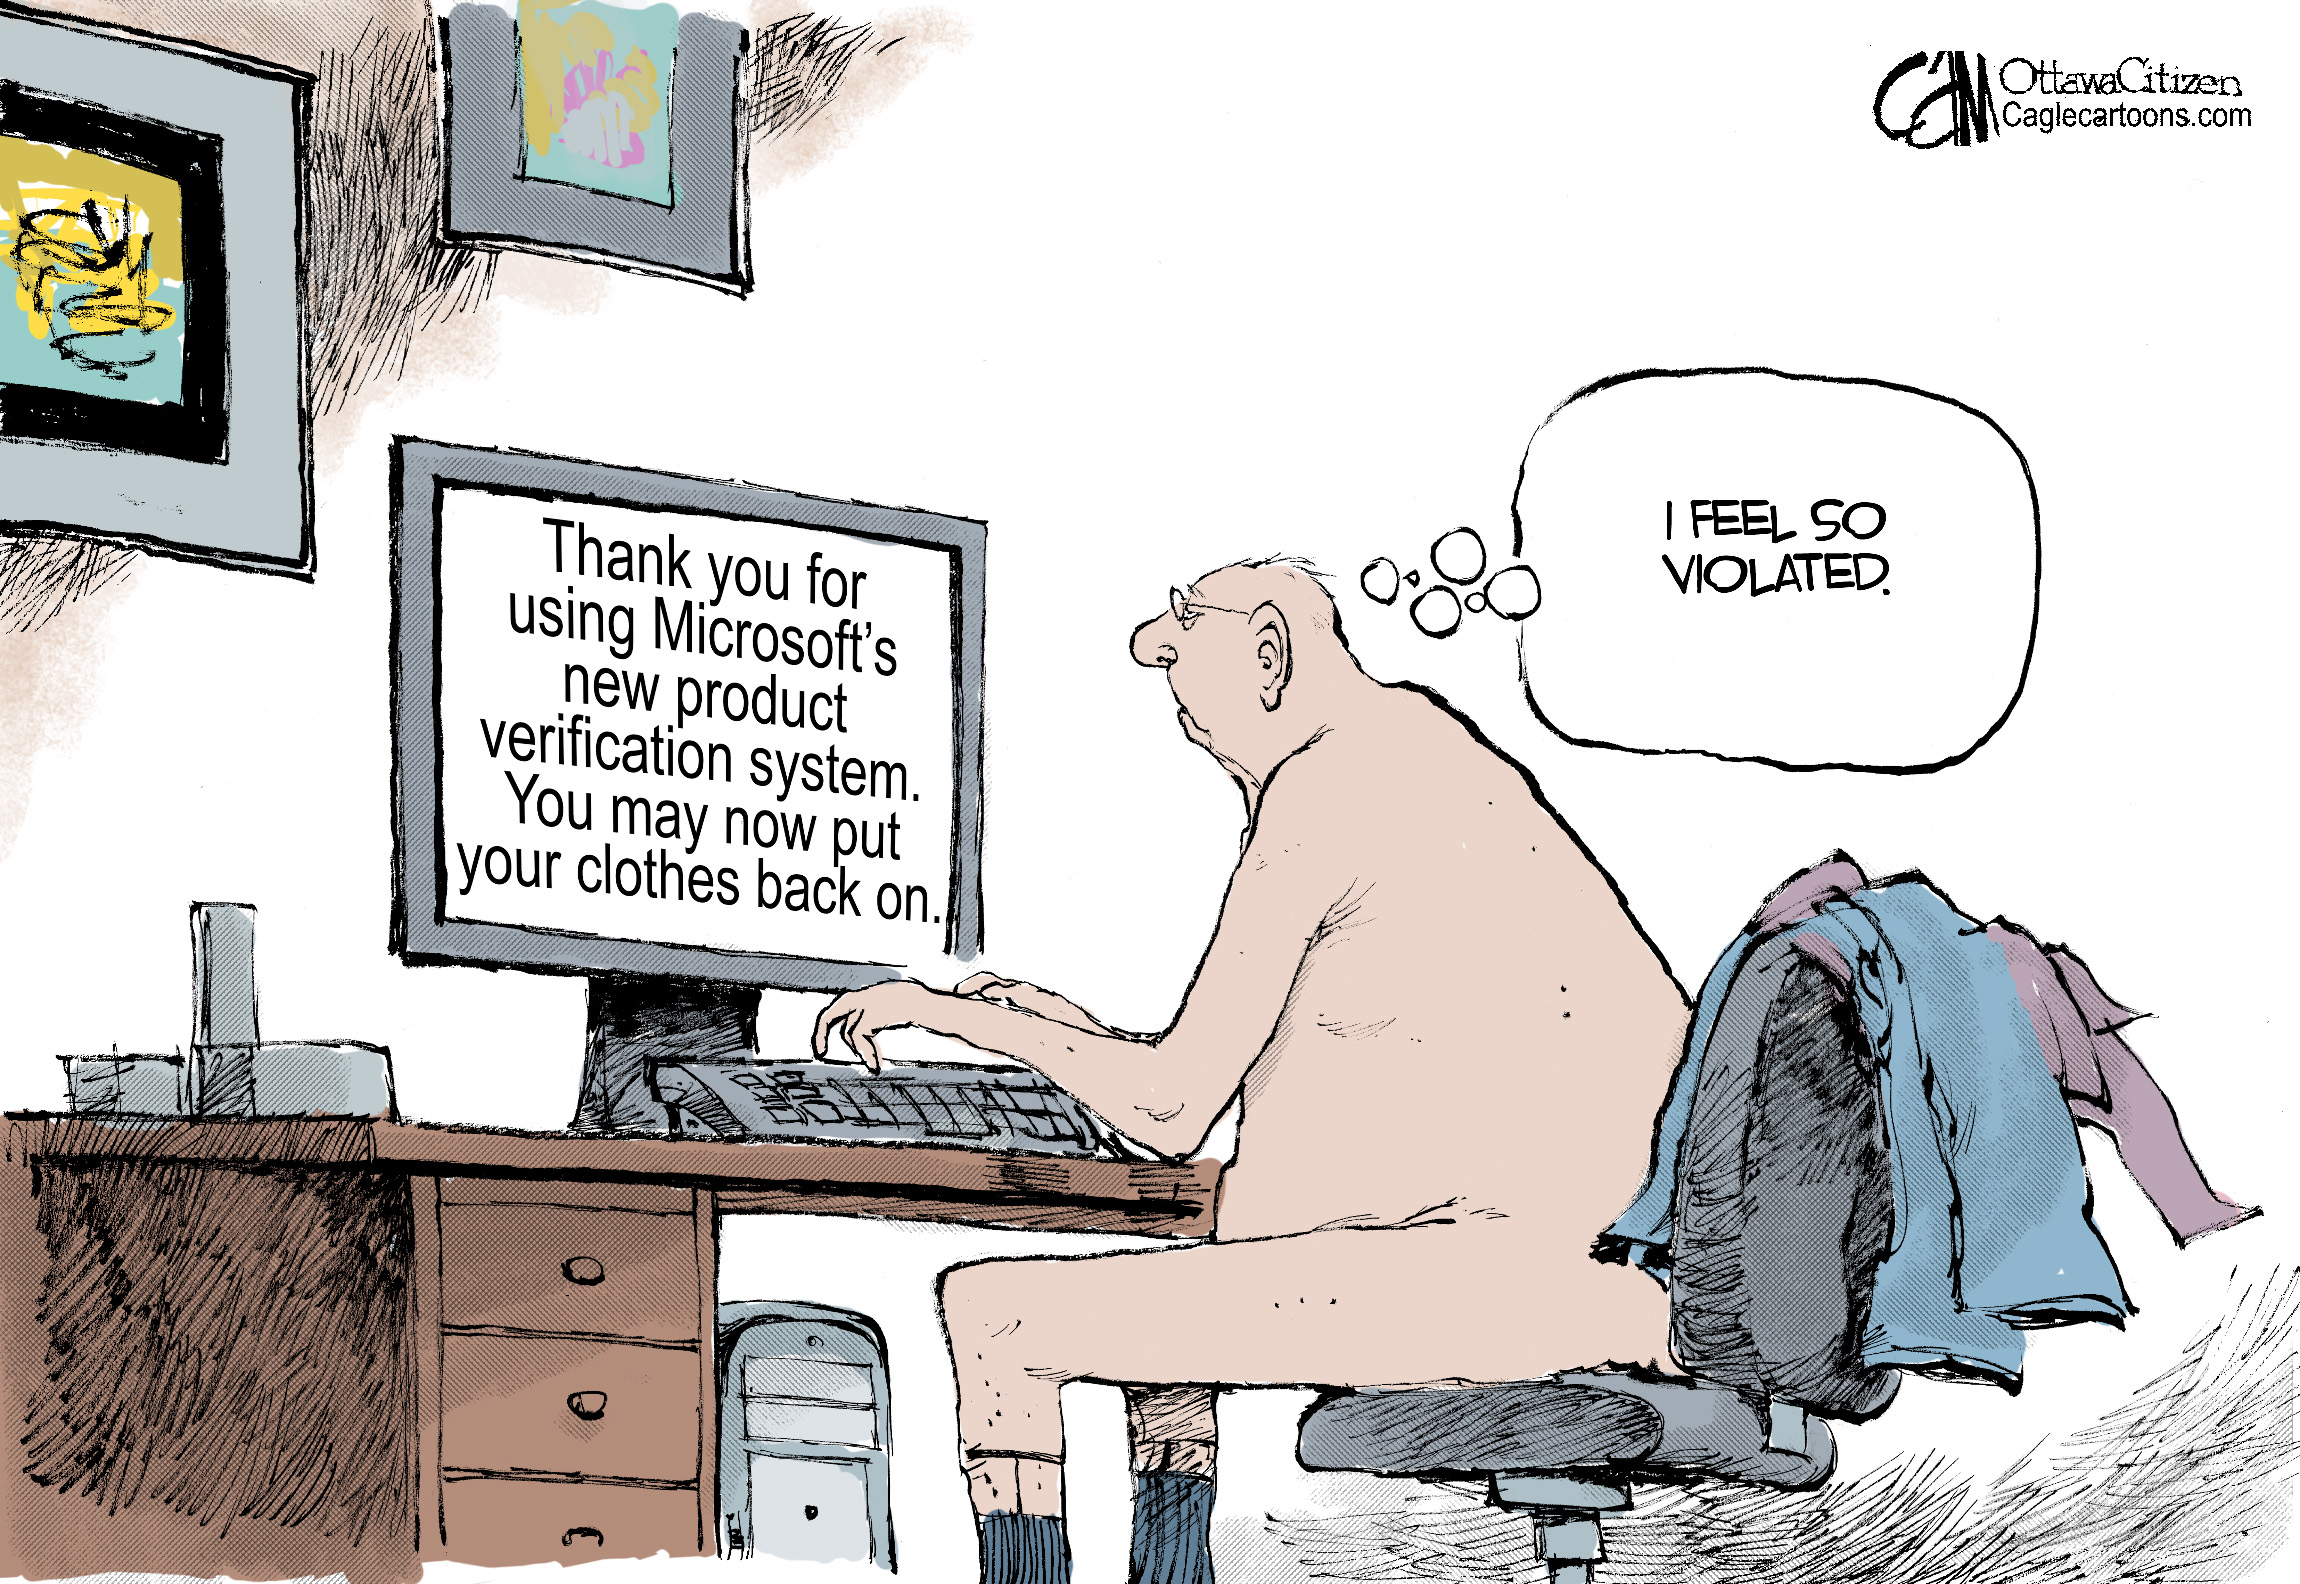 CAM OttawaCitizen
Caglecartoons.com
Thank you for
using Microsoft’s
new product
verification system.
You may now put
your clothes back on.
I FEEL SO
VIOLATED.